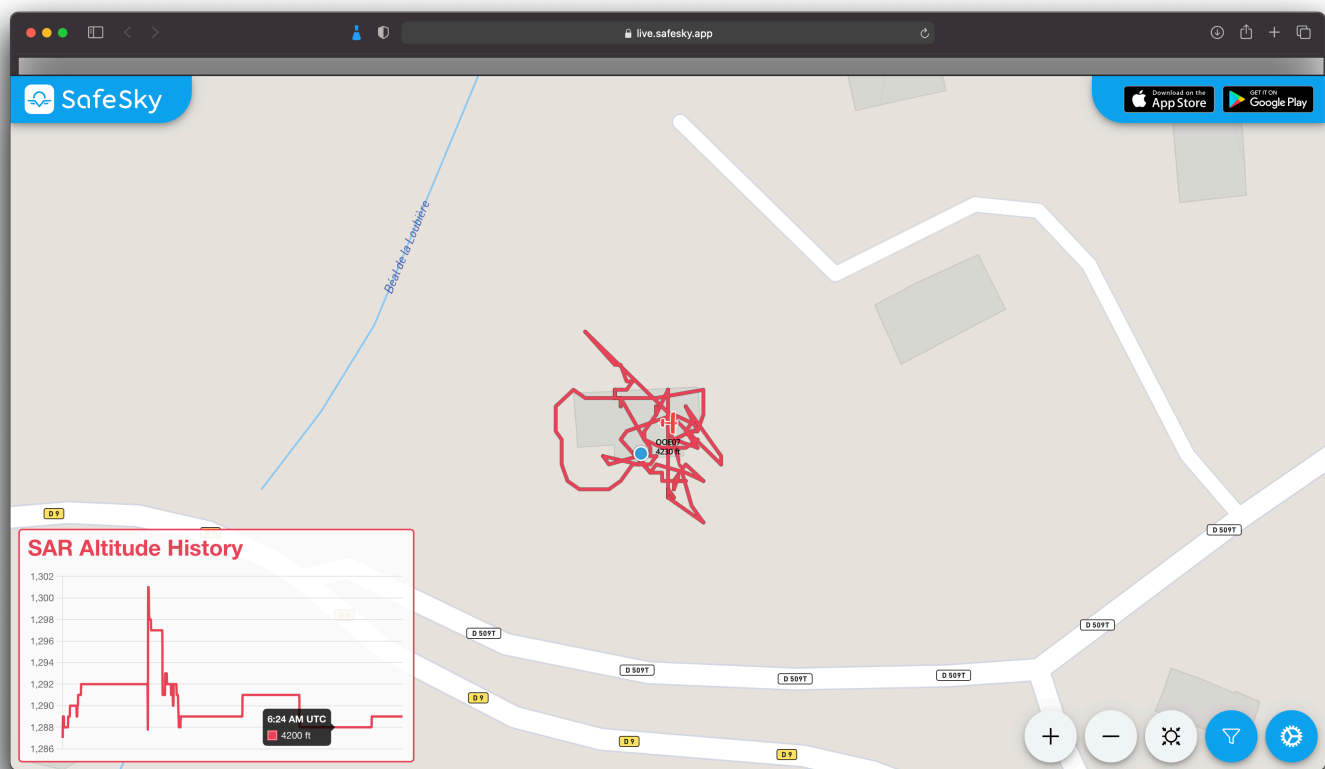 live.safesky.app
SafeSky
Download on the
App Store
GET IT ON
Google Play
Béal de la Loubière
4230 ft
D 9
D 509T
D 509T
SAR Altitude History
1,302
1,300
1,298
1,296
1,294
1,292
1,290
1,288
1,286
6:24 AM UTC
4200 ft
D 509T
D 509T
D 509T
D 509T
D 9
D 9
D 9